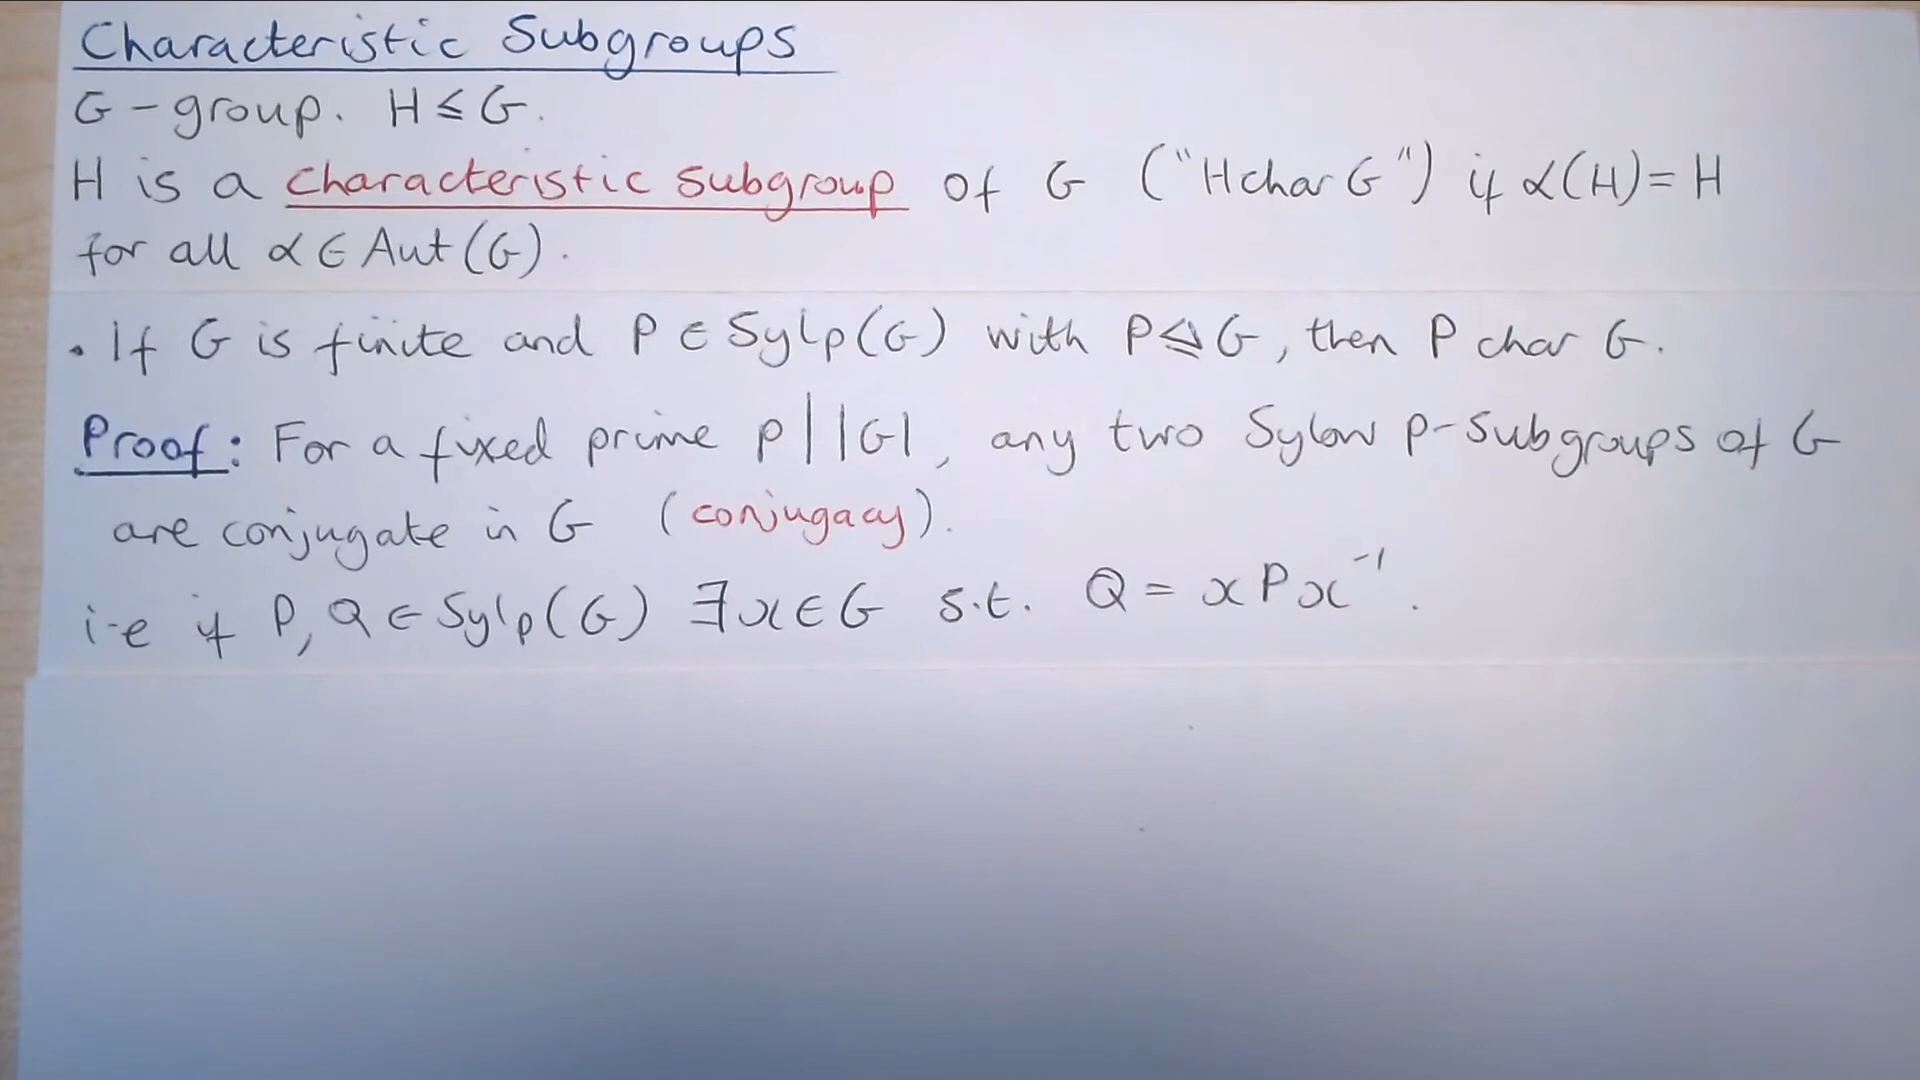 Characteristic Subgroups
G - group. H ≤ G.
H is a characteristic subgroup of G ("H char G") if α(H) = H
for all α ∈ Aut(G).
• If G is finite and P ∈ Sylp(G) with P ⊴ G, then P char G.
Proof: For a fixed prime p | |G|, any two Sylow p-subgroups of G
are conjugate in G (conjugacy).
i-e if P, Q ∈ Sylp(G) ∃ x ∈ G s.t. Q = xPx⁻¹.